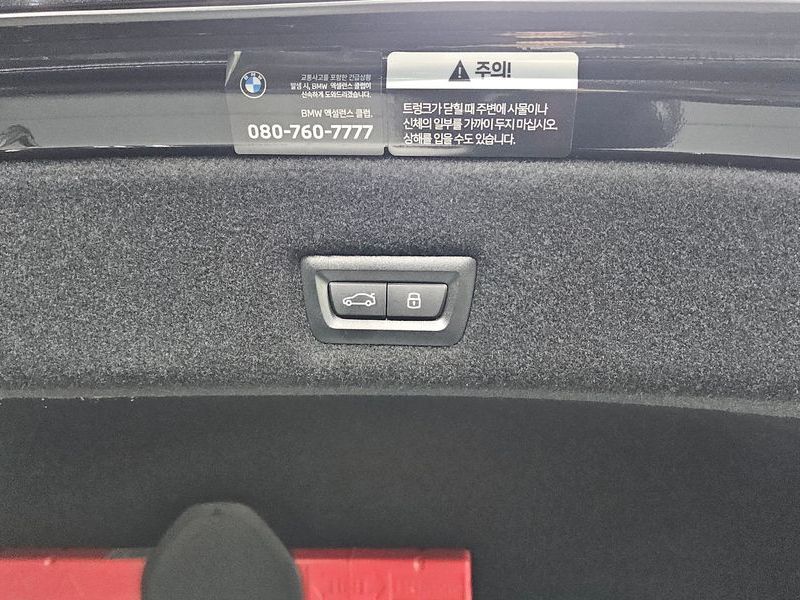 BMW
교통사고를 포함한 긴급상황
발생 시, BMW 엑설런스 클럽이
신속하게 도와드리겠습니다.
BMW 엑설런스 클럽.
080-760-7777
주의!
트렁크가 닫힐 때 주변에 사물이나
신체의 일부를 가까이 두지 마십시오.
상해를 입을 수도 있습니다.